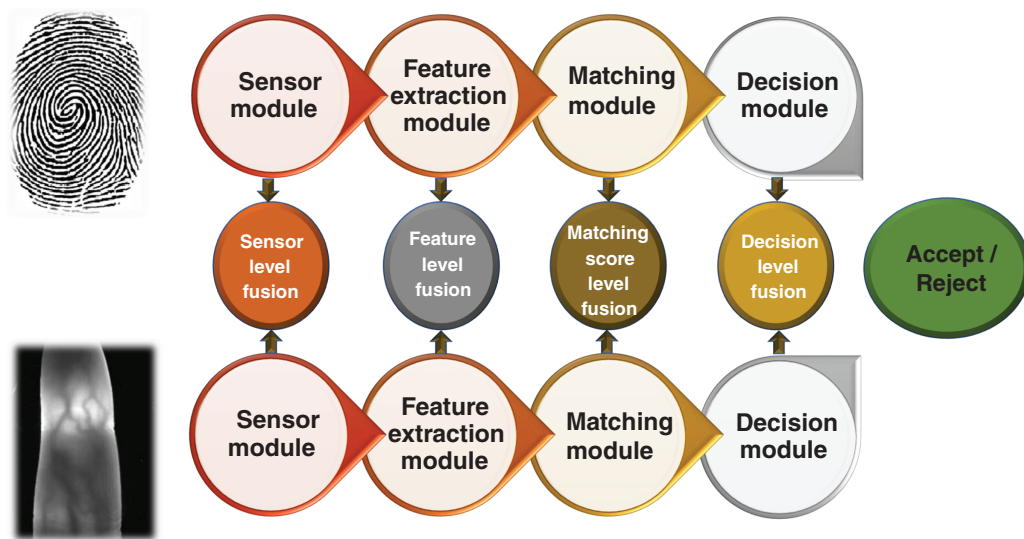 Sensor
module
Feature
extraction
module
Matching
module
Decision
module
Sensor
level
fusion
Feature
level
fusion
Matching
score
level
fusion
Decision
level
fusion
Accept /
Reject
Sensor
module
Feature
extraction
module
Matching
module
Decision
module